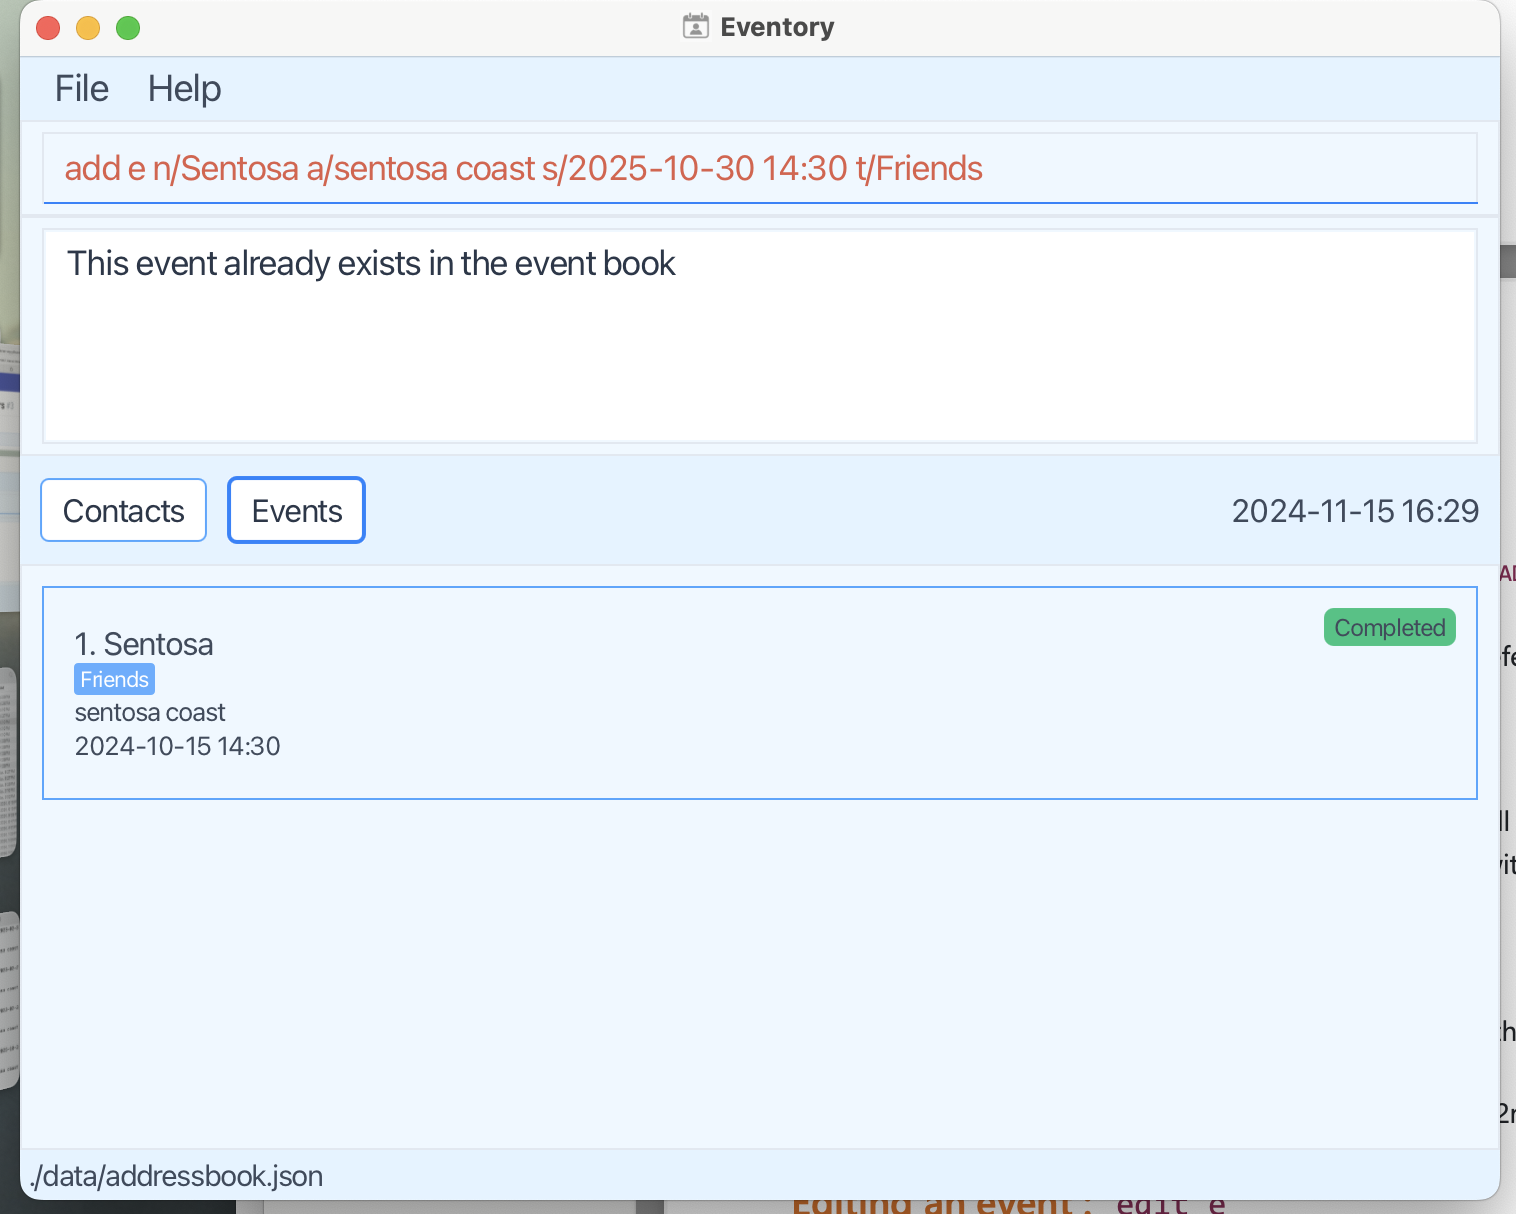 Eventory
File Help
add e n/Sentosa a/sentosa coast s/2025-10-30 14:30 t/Friends
This event already exists in the event book
Contacts Events 2024-11-15 16:29
1. Sentosa
Completed
Friends
sentosa coast
2024-10-15 14:30
./data/addressbook.json
Editing an event : edit e